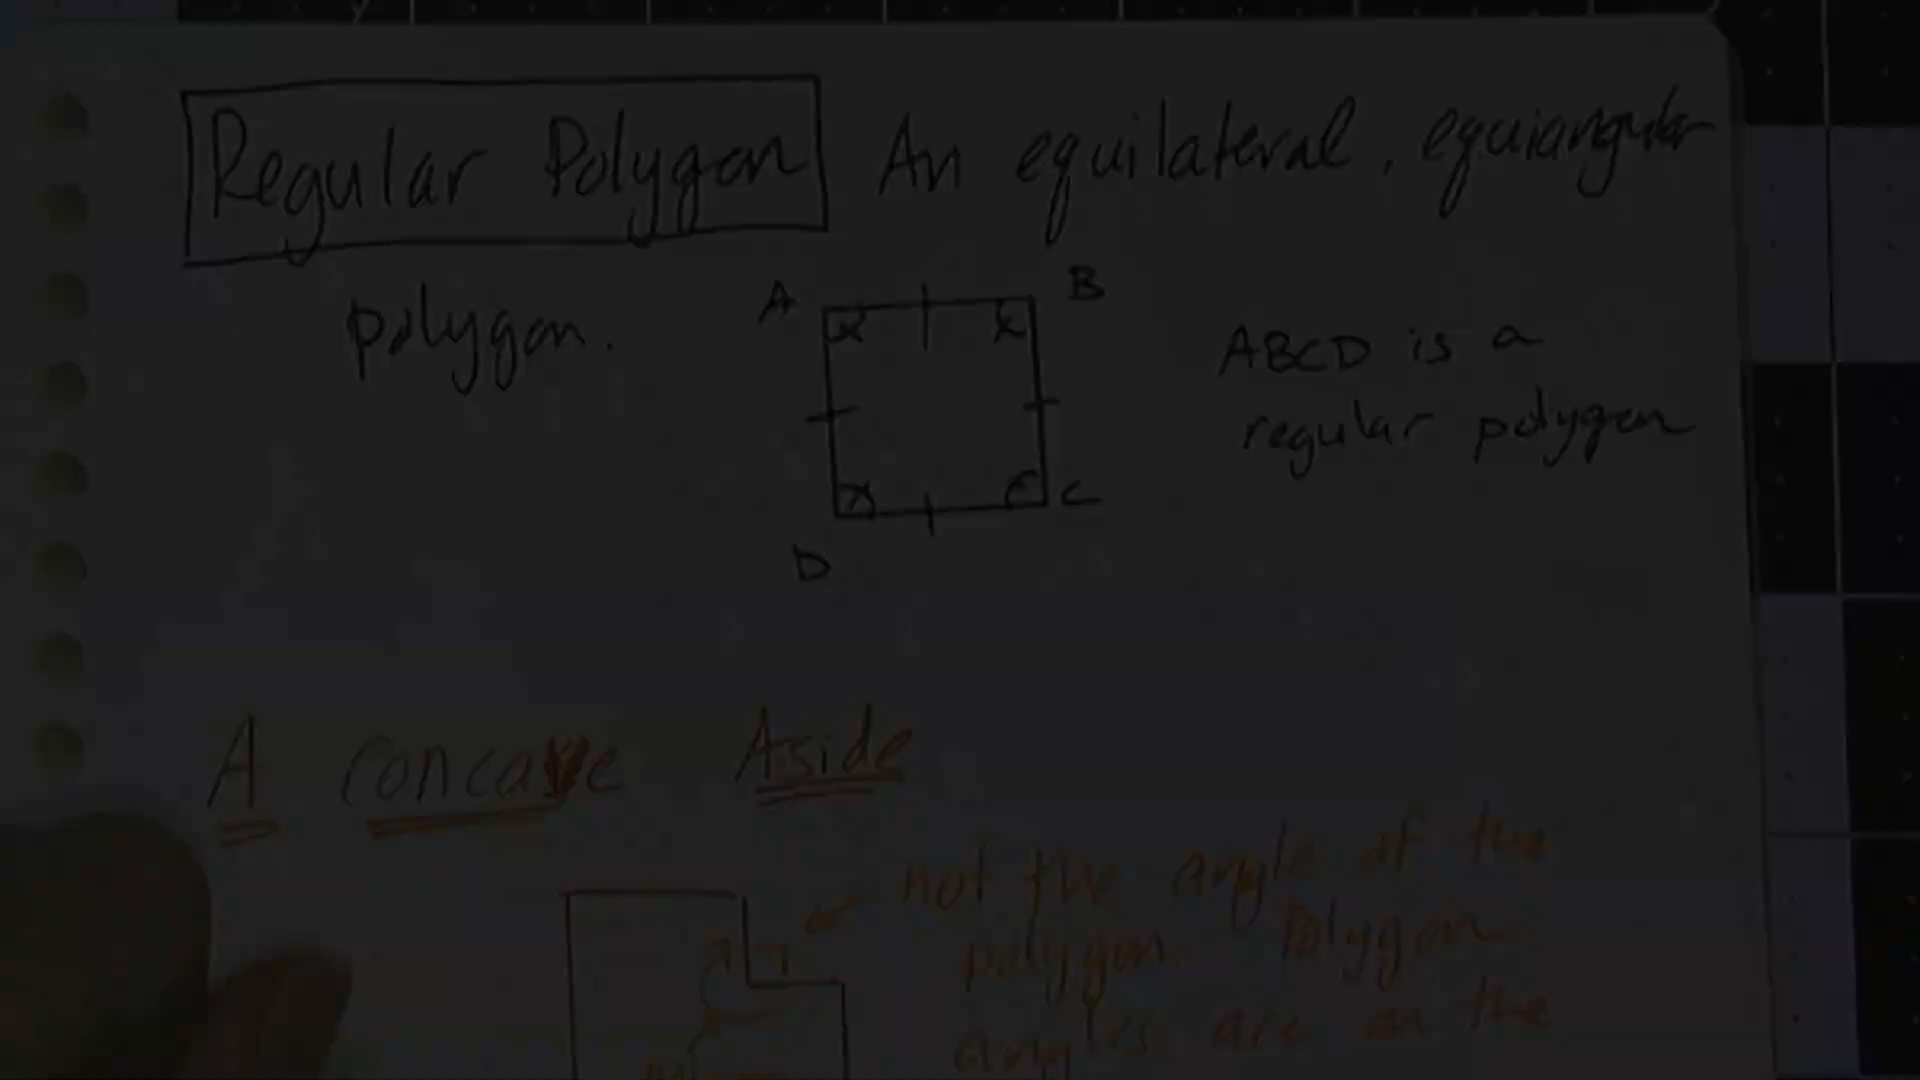 Regular Polygon An equilateral, equiangular
polygon.
A B
ABCD is a
regular polygon
C
D
A concave Aside
not the angle of the
polygon Polygon
angles are on the